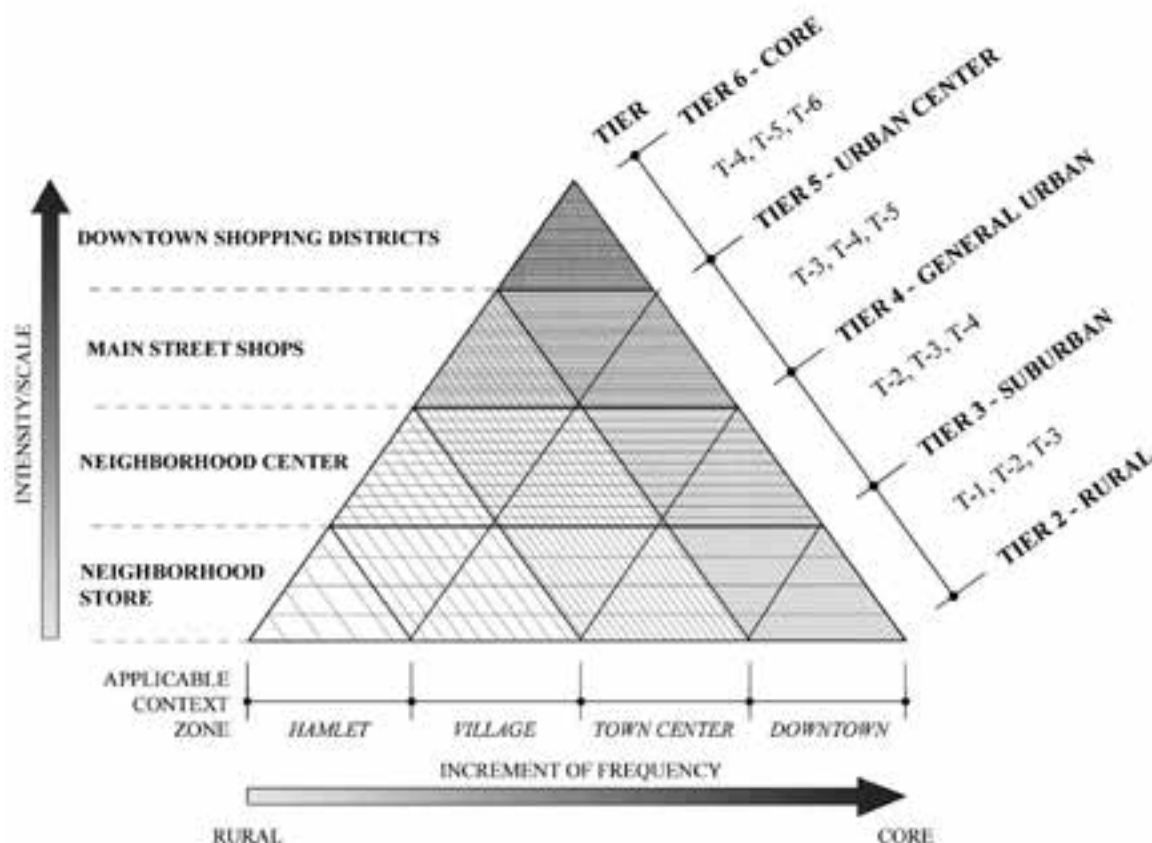 TIER
TIER 6 - CORE
T-4, T-5, T-6
TIER 5 - URBAN CENTER
T-3, T-4, T-5
TIER 4 - GENERAL URBAN
T-2, T-3, T-4
TIER 3 - SUBURBAN
T-1, T-2, T-3
TIER 2 - RURAL
INTENSITY/SCALE
DOWNTOWN SHOPPING DISTRICTS
MAIN STREET SHOPS
NEIGHBORHOOD CENTER
NEIGHBORHOOD
STORE
APPLICABLE
CONTEXT
ZONE
HAMLET
VILLAGE
TOWN CENTER
DOWNTOWN
INCREMENT OF FREQUENCY
RURAL
CORE